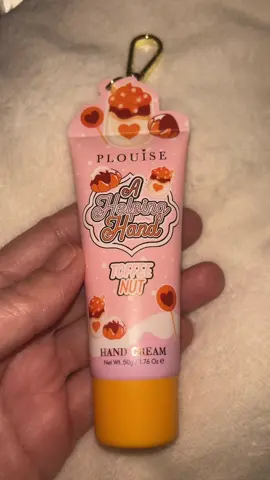 PLOUISE
A
Helping
Hand
TOFFEE
NUT
HAND CREAM
Net Wt. 50g / 1.76 Oz e